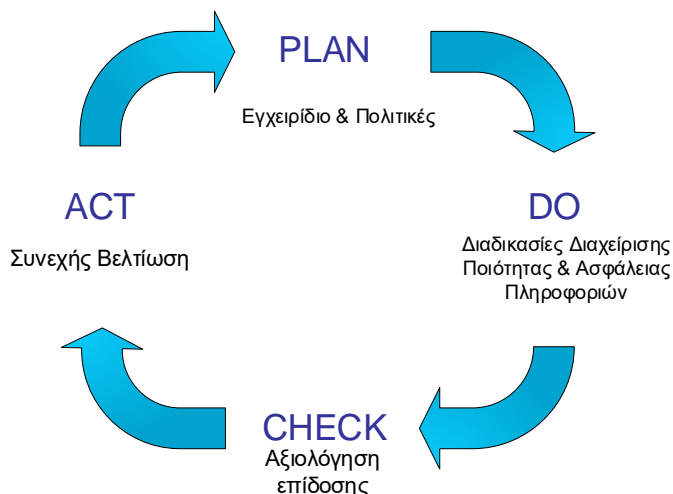 PLAN
Εγχειρίδιο & Πολιτικές
DO
Διαδικασίες Διαχείρισης
Ποιότητας & Ασφάλειας
Πληροφοριών
CHECK
Αξιολόγηση
επίδοσης
ACT
Συνεχής Βελτίωση